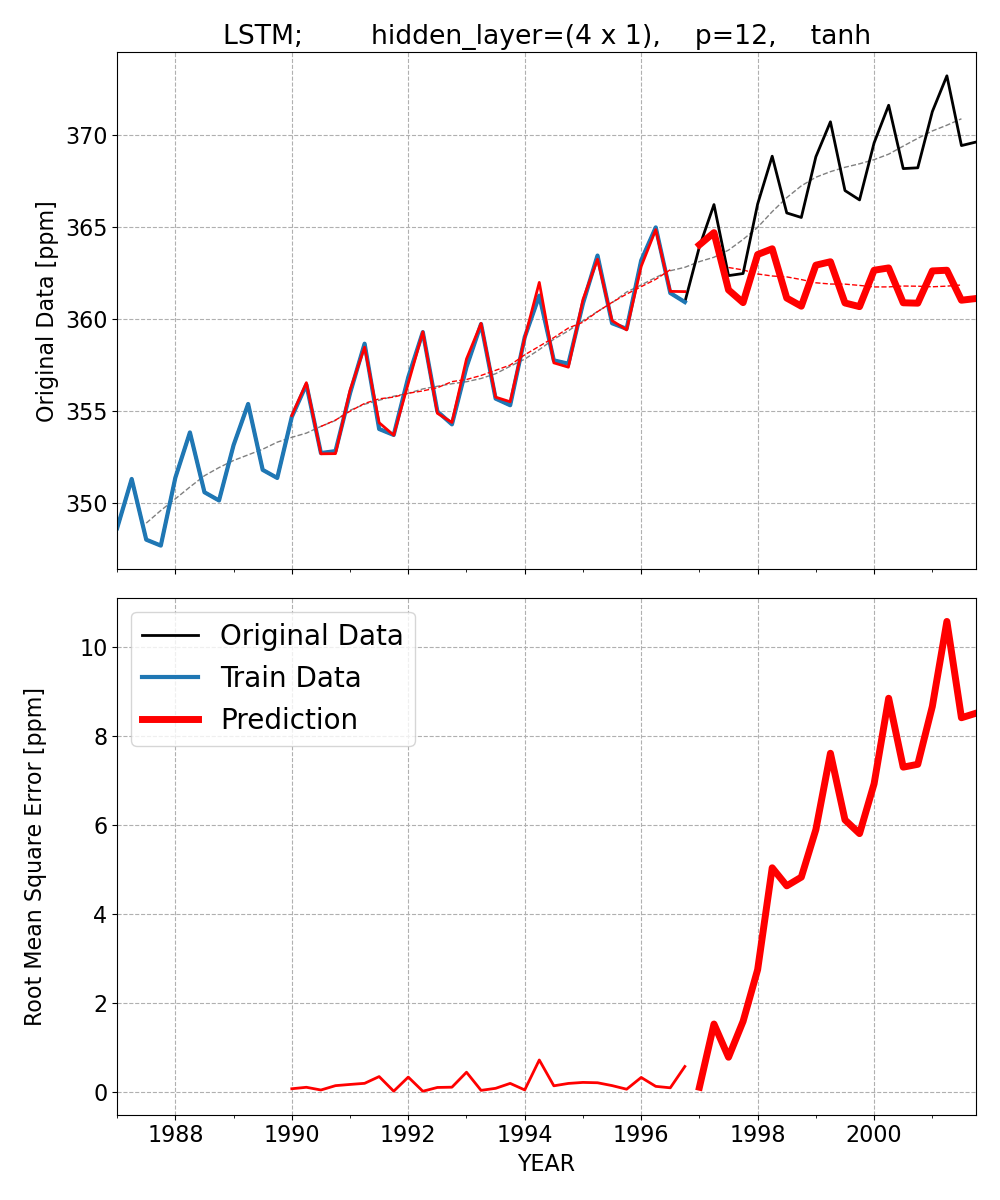 LSTM; hidden_layer=(4 x 1), p=12, tanh
Original Data [ppm]
370
365
360
355
350
Root Mean Square Error [ppm]
10
8
6
4
2
0
Original Data
Train Data
Prediction
1988 1990 1992 1994 1996 1998 2000
YEAR